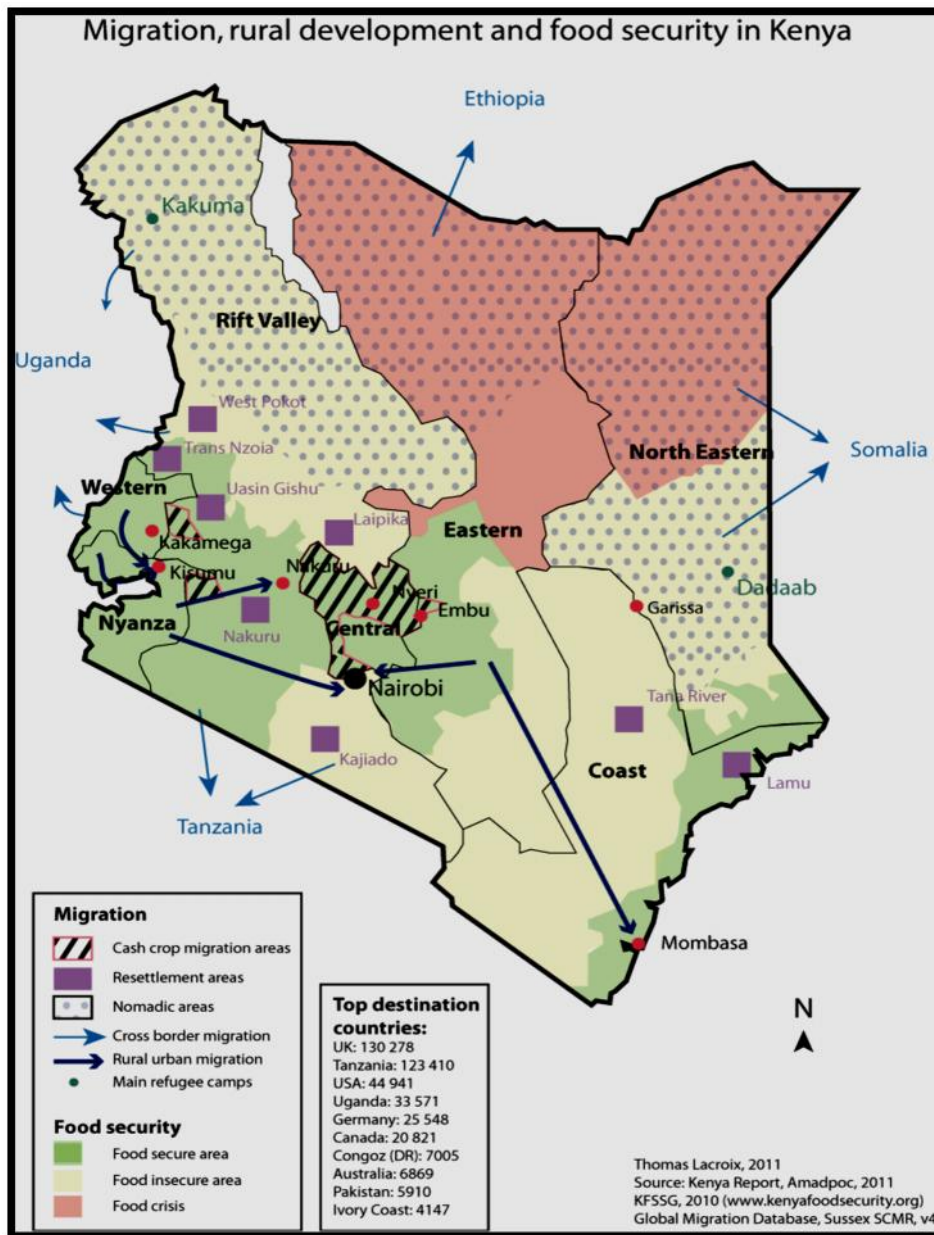 Migration, rural development and food security in Kenya
Ethiopia
Kakuma
Rift Valley
Uganda
West Pokot
Trans Nzoia
North Eastern
Somalia
Western
Uasin Gishu
Laipika
Eastern
Kakamega
Kisumu
Nakuru
Nyeri
Dadaab
Embu
Garissa
Nyanza
Nakuru
Central
Nairobi
Tana River
Kajiado
Coast
Lamu
Tanzania
Mombasa
N
Migration
Cash crop migration areas
Resettlement areas
Nomadic areas
Cross border migration
Rural urban migration
Main refugee camps
Food security
Food secure area
Food insecure area
Food crisis
Top destination
countries:
UK: 130 278
Tanzania: 123 410
USA: 44 941
Uganda: 33 571
Germany: 25 548
Canada: 20 821
Congoz (DR): 7005
Australia: 6869
Pakistan: 5910
Ivory Coast: 4147
Thomas Lacroix, 2011
Source: Kenya Report, Amadpoc, 2011
KFSSG, 2010 (www.kenyafoodsecurity.org)
Global Migration Database, Sussex SCMR, v4